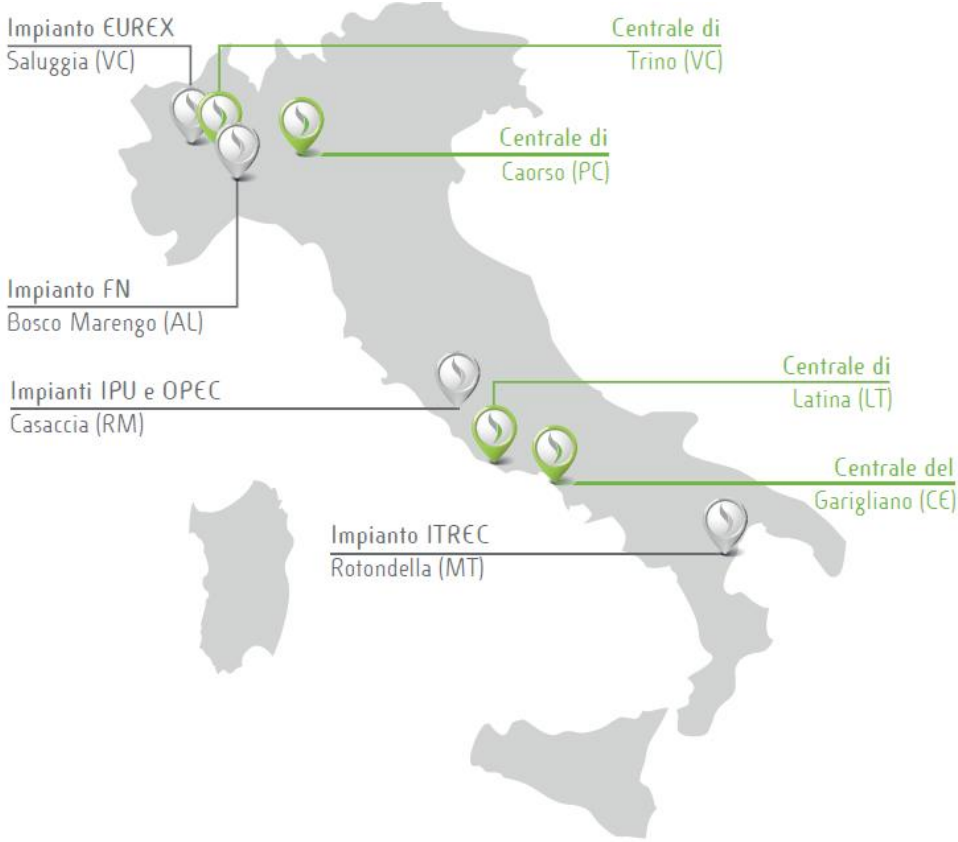 Impianto EUREX
Saluggia (VC)
Centrale di
Trino (VC)
Centrale di
Caorso (PC)
Impianto FN
Bosco Marengo (AL)
Impianti IPU e OPEC
Casaccia (RM)
Centrale di
Latina (LT)
Centrale del
Garigliano (CE)
Impianto ITREC
Rotondella (MT)